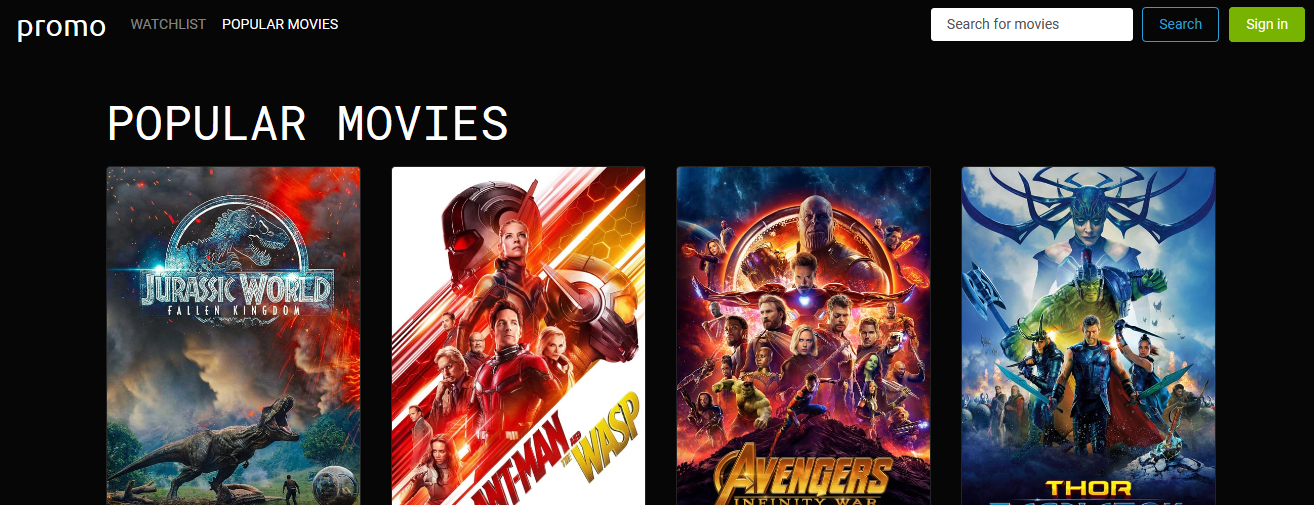 promo WATCHLIST POPULAR MOVIES Search for movies Search Sign in
POPULAR MOVIES
JURASSIC WORLD
FALLEN KINGDOM
ANT-MAN AND THE WASP
AVENGERS
INFINITY WAR
THOR